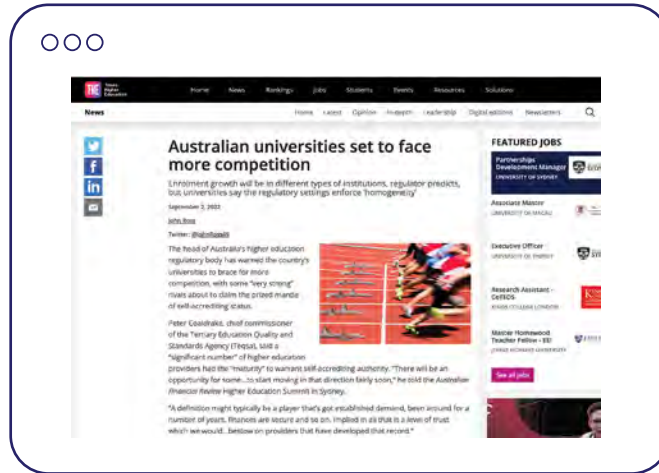 THE
Times
Higher
Education
Home News Rankings Jobs Students Events Resources Solutions
News
Home Latest Opinion In-depth Leadership Digital editions Newsletters
Australian universities set to face
more competition
Enrolment growth will be in different types of institutions, regulator predicts,
but universities say the regulatory settings enforce 'homogeneity'
September 2, 2022
John Ross
Twitter:
The head of Australia's higher education
regulatory body has warned the country's
universities to brace for more
competition, with some "very strong"
rivals about to claim the prized mantle
of self-accrediting status.
Peter Coaldrake, chief commissioner
of the Tertiary Education Quality and
Standards Agency (Teqsa), said a
"significant number" of higher education
providers had the "maturity" to warrant self-accrediting authority. "There will be an
opportunity for some...to start moving in that direction fairly soon," he told the Australian
Financial Review Higher Education Summit in Sydney.
"A definition might typically be a player that's got established demand, been around for a
number of years, finances are secure and so on. Implied in all that is a level of trust
which we would...bestow on providers that have developed that record."
FEATURED JOBS
Partnerships
Development Manager
UNIVERSITY OF SYDNEY
Associate Master
UNIVERSITY OF MACAU
Executive Officer
UNIVERSITY OF SYDNEY
Research Assistant -
KINGS COLLEGE LONDON
Master Homewood
Teacher Fellow - EEI
JOHNS HOPKINS UNIVERSITY
See all jobs